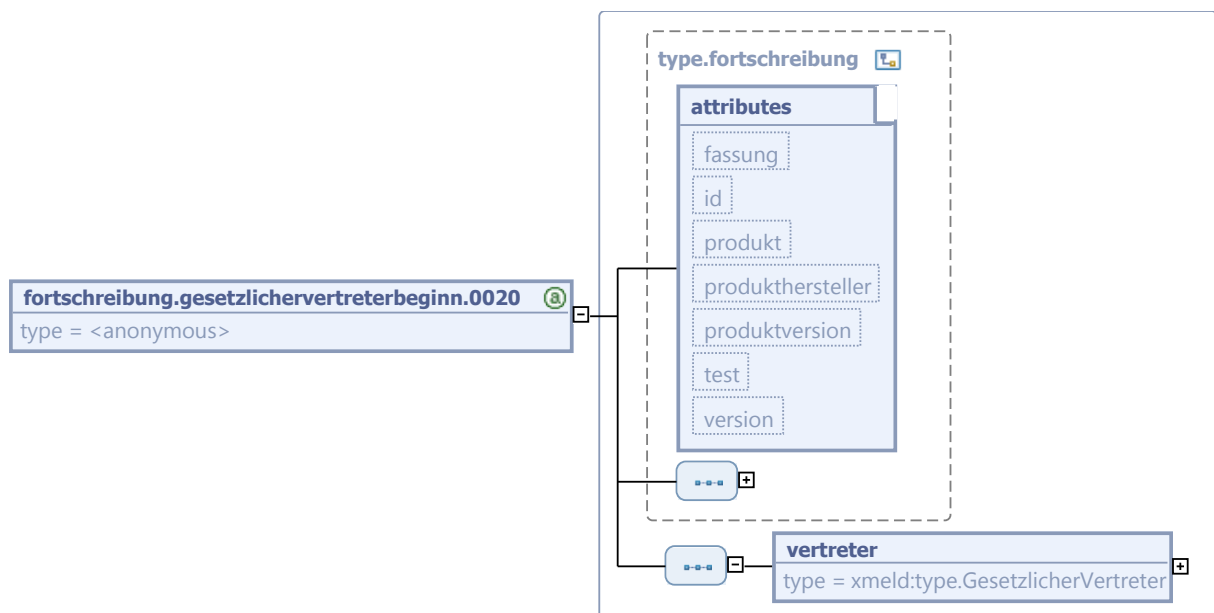 type.fortschreibung
attributes
fassung
id
produkt
produkthersteller
produktversion
test
version
fortschreibung.gesetzlichervertreterbeginn.0020 a
type = <anonymous>
vertreter
type = xmeld:type.GesetzlicherVertreter